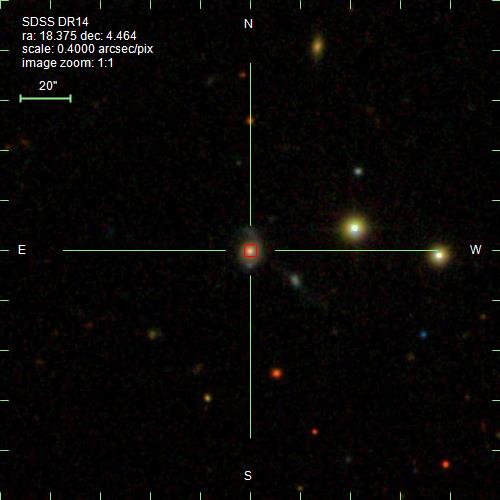 SDSS DR14
ra: 18.375 dec: 4.464
scale: 0.4000 arcsec/pix
image zoom: 1:1
20"
N
E
W
S